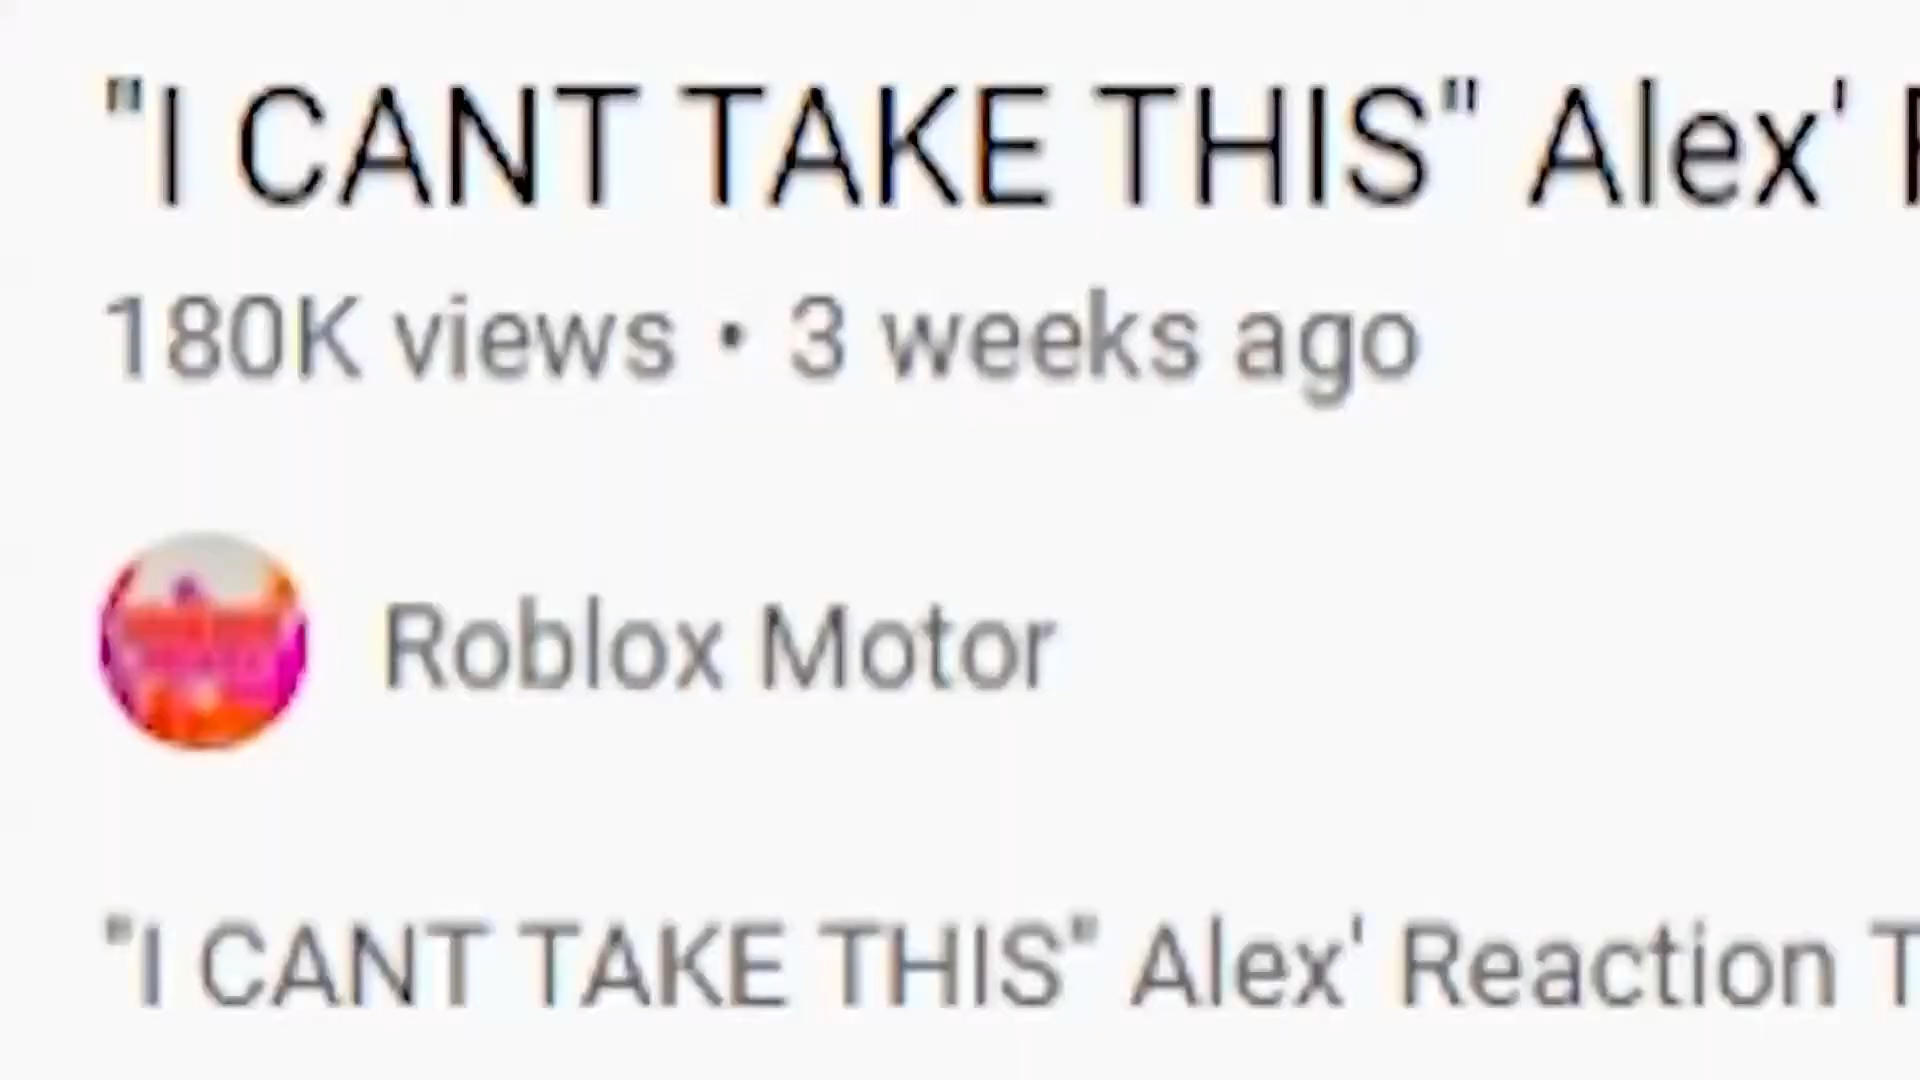 "I CANT TAKE THIS" Alex'
180K views • 3 weeks ago
Roblox Motor
"I CANT TAKE THIS" Alex' Reaction T